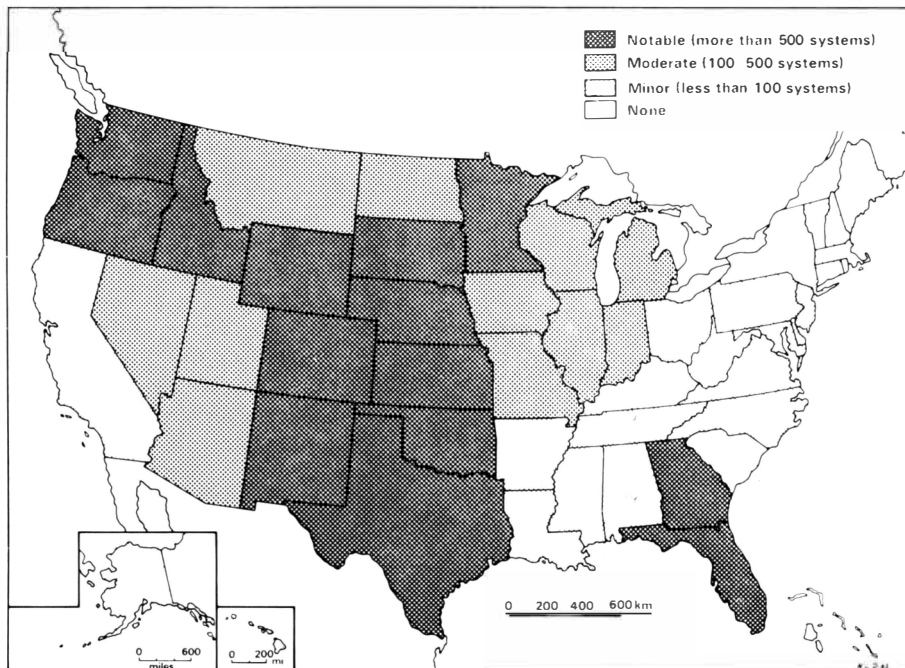 Notable (more than 500 systems)
Moderate (100 500 systems)
Minor (less than 100 systems)
None
0 200 400 600 km
0 600
miles
0 200
MI